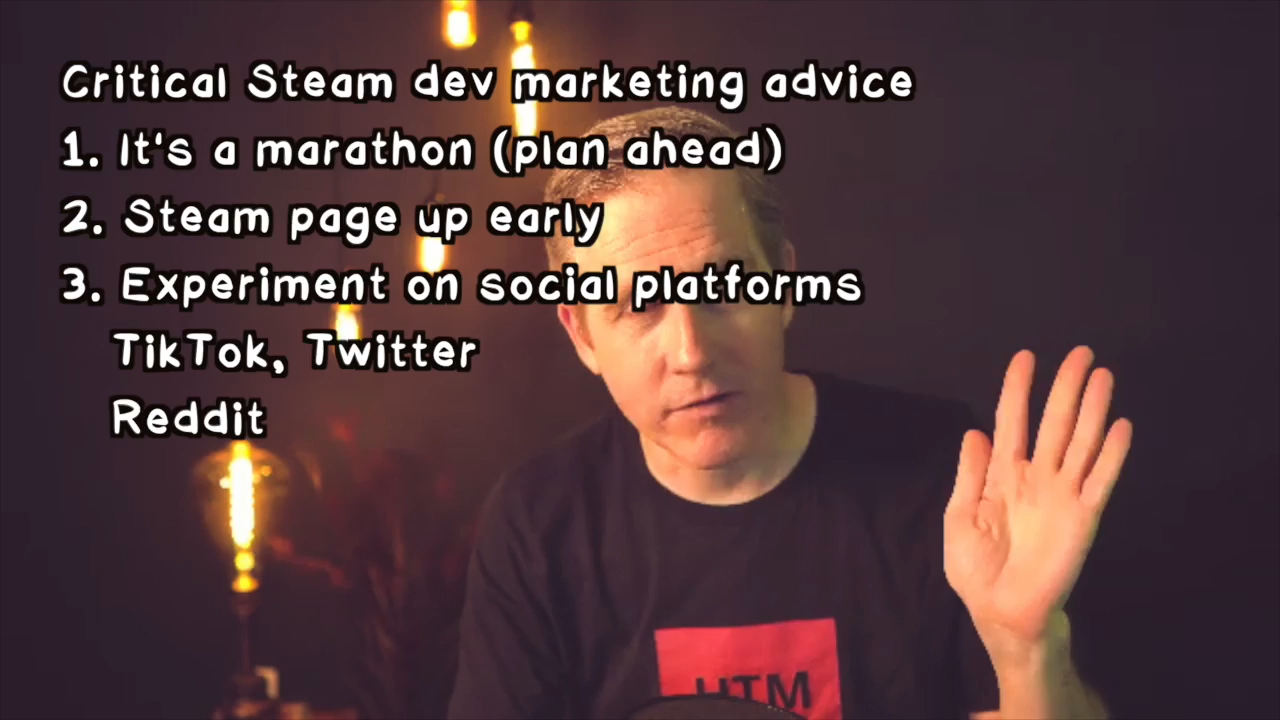 Critical Steam dev marketing advice
1. It's a marathon (plan ahead)
2. Steam page up early
3. Experiment on social platforms
TikTok, Twitter
Reddit
HTM